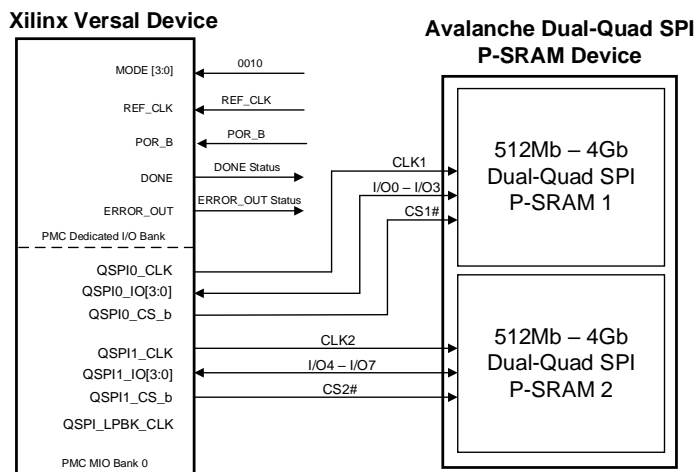 Xilinx Versal Device
Avalanche Dual-Quad SPI
P-SRAM Device
MODE [3:0]
0010
REF_CLK
REF_CLK
POR_B
POR_B
DONE
DONE Status
ERROR_OUT
ERROR_OUT Status
PMC Dedicated I/O Bank
QSPI0_CLK
QSPI0_IO[3:0]
QSPI0_CS_b
QSPI1_CLK
QSPI1_IO[3:0]
QSPI1_CS_b
QSPI_LPBK_CLK
PMC MIO Bank 0
CLK1
I/O0 – I/O3
CS1#
CLK2
I/O4 – I/O7
CS2#
512Mb – 4Gb
Dual-Quad SPI
P-SRAM 1
512Mb – 4Gb
Dual-Quad SPI
P-SRAM 2